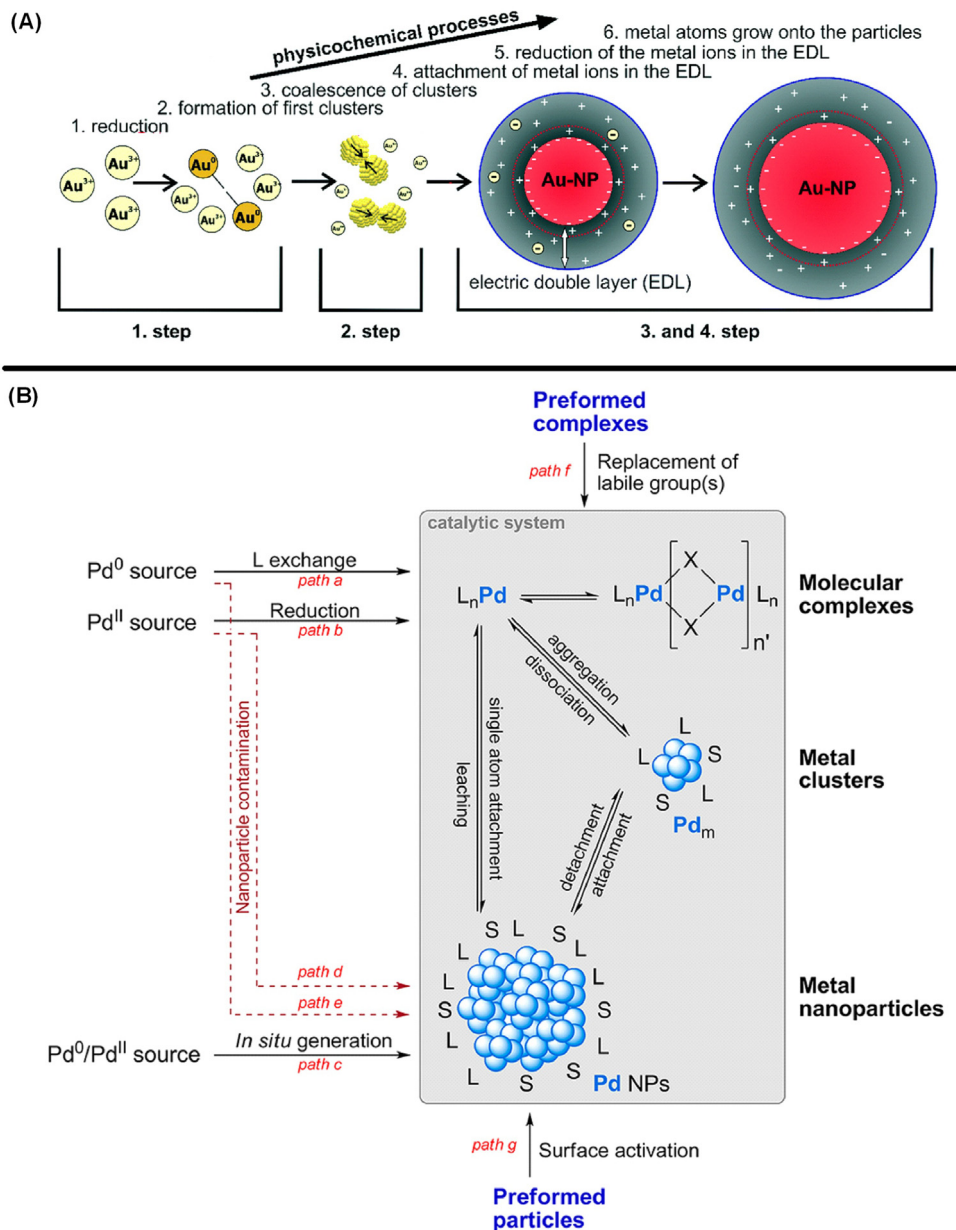 (A)
physicochemical processes
6. metal atoms grow onto the particles
5. reduction of the metal ions in the EDL
4. attachment of metal ions in the EDL
3. coalescence of clusters
2. formation of first clusters
1. reduction
Au³⁺
Au³⁺
Au³⁺
Au⁰
Au³⁺
Au³⁺
Au³⁺
Au³⁺
Au⁰
Au-NP
Au-NP
electric double layer (EDL)
1. step
2. step
3. and 4. step
(B)
Preformed
complexes
path f
Replacement of
labile group(s)
catalytic system
Pd⁰ source
L exchange
path a
Pdᴵᴵ source
Reduction
path b
LₙPd
X
LₙPd
Pd
Lₙ
X
n'
Molecular
complexes
aggregation
dissociation
single atom attachment
leaching
Nanoparticle contamination
L
L
S
S
L
Pdₘ
Metal
clusters
detachment
attachment
S
L
S
L
L
L
L
S
S
L
L
L
S
S
path d
path e
Pd⁰/Pdᴵᴵ source
In situ generation
path c
Pd NPs
Metal
nanoparticles
path g
Surface activation
Preformed
particles